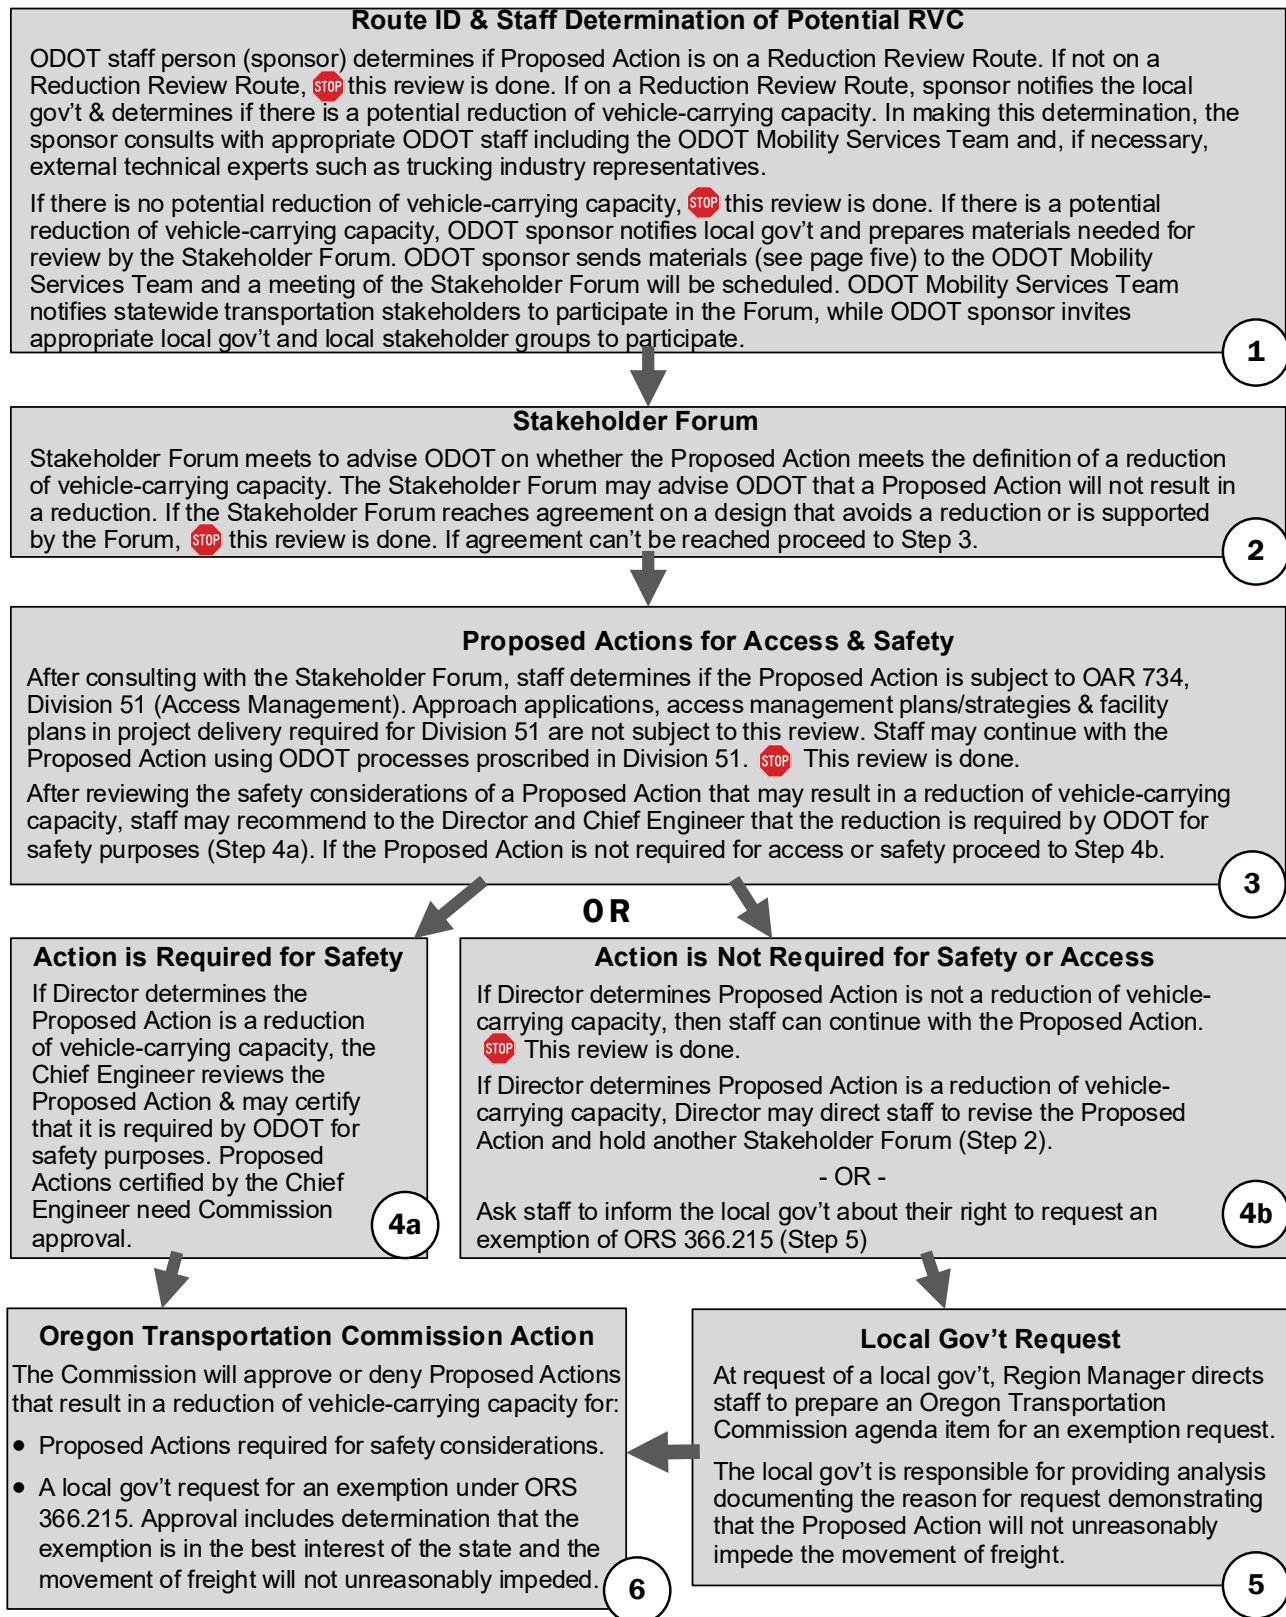 Route ID & Staff Determination of Potential RVC
ODOT staff person (sponsor) determines if Proposed Action is on a Reduction Review Route. If not on a
Reduction Review Route, STOP this review is done. If on a Reduction Review Route, sponsor notifies the local
gov't & determines if there is a potential reduction of vehicle-carrying capacity. In making this determination, the
sponsor consults with appropriate ODOT staff including the ODOT Mobility Services Team and, if necessary,
external technical experts such as trucking industry representatives.
If there is no potential reduction of vehicle-carrying capacity, STOP this review is done. If there is a potential
reduction of vehicle-carrying capacity, ODOT sponsor notifies local gov't and prepares materials needed for
review by the Stakeholder Forum. ODOT sponsor sends materials (see page five) to the ODOT Mobility
Services Team and a meeting of the Stakeholder Forum will be scheduled. ODOT Mobility Services Team
notifies statewide transportation stakeholders to participate in the Forum, while ODOT sponsor invites
appropriate local gov't and local stakeholder groups to participate.
1
Stakeholder Forum
Stakeholder Forum meets to advise ODOT on whether the Proposed Action meets the definition of a reduction
of vehicle-carrying capacity. The Stakeholder Forum may advise ODOT that a Proposed Action will not result in
a reduction. If the Stakeholder Forum reaches agreement on a design that avoids a reduction or is supported
by the Forum, STOP this review is done. If agreement can't be reached proceed to Step 3.
2
Proposed Actions for Access & Safety
After consulting with the Stakeholder Forum, staff determines if the Proposed Action is subject to OAR 734,
Division 51 (Access Management). Approach applications, access management plans/strategies & facility
plans in project delivery required for Division 51 are not subject to this review. Staff may continue with the
Proposed Action using ODOT processes proscribed in Division 51. STOP This review is done.
After reviewing the safety considerations of a Proposed Action that may result in a reduction of vehicle-carrying
capacity, staff may recommend to the Director and Chief Engineer that the reduction is required by ODOT for
safety purposes (Step 4a). If the Proposed Action is not required for access or safety proceed to Step 4b.
3
OR
Action is Required for Safety
If Director determines the
Proposed Action is a reduction
of vehicle-carrying capacity, the
Chief Engineer reviews the
Proposed Action & may certify
that it is required by ODOT for
safety purposes. Proposed
Actions certified by the Chief
Engineer need Commission
approval.
4a
Action is Not Required for Safety or Access
If Director determines Proposed Action is not a reduction of vehicle-
carrying capacity, then staff can continue with the Proposed Action.
STOP This review is done.
If Director determines Proposed Action is a reduction of vehicle-
carrying capacity, Director may direct staff to revise the Proposed
Action and hold another Stakeholder Forum (Step 2).
- OR -
Ask staff to inform the local gov't about their right to request an
exemption of ORS 366.215 (Step 5)
4b
Oregon Transportation Commission Action
The Commission will approve or deny Proposed Actions
that result in a reduction of vehicle-carrying capacity for:
• Proposed Actions required for safety considerations.
• A local gov't request for an exemption under ORS
366.215. Approval includes determination that the
exemption is in the best interest of the state and the
movement of freight will not unreasonably impeded.
6
Local Gov't Request
At request of a local gov't, Region Manager directs
staff to prepare an Oregon Transportation
Commission agenda item for an exemption request.
The local gov't is responsible for providing analysis
documenting the reason for request demonstrating
that the Proposed Action will not unreasonably
impede the movement of freight.
5